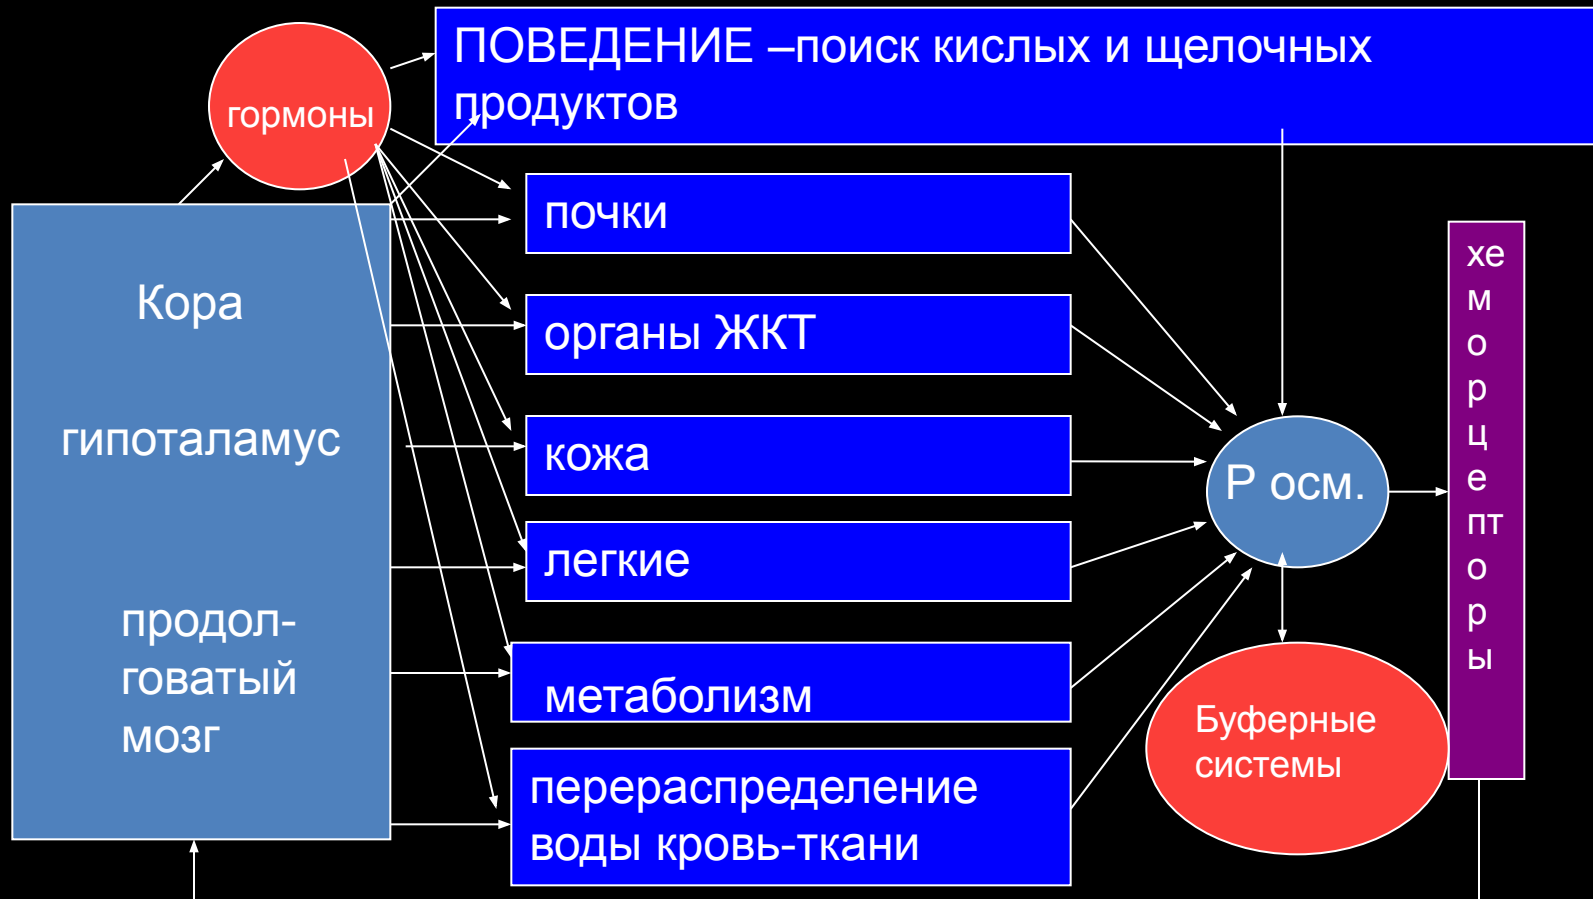 ПОВЕДЕНИЕ –поиск кислых и щелочных
продуктов
гормоны
почки
органы ЖКТ
кожа
легкие
метаболизм
перераспределение
воды кровь-ткани
Кора
гипоталамус
продол-
говатый
мозг
Р осм.
Буферные
системы
хе
м
о
р
ц
е
пт
о
р
ы